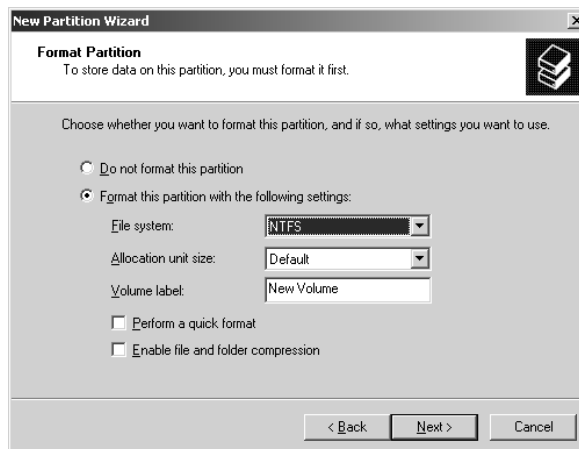 New Partition Wizard
Format Partition
To store data on this partition, you must format it first.
Choose whether you want to format this partition, and if so, what settings you want to use.
Do not format this partition
Format this partition with the following settings:
File system: NTFS
Allocation unit size: Default
Volume label: New Volume
Perform a quick format
Enable file and folder compression
< Back Next > Cancel